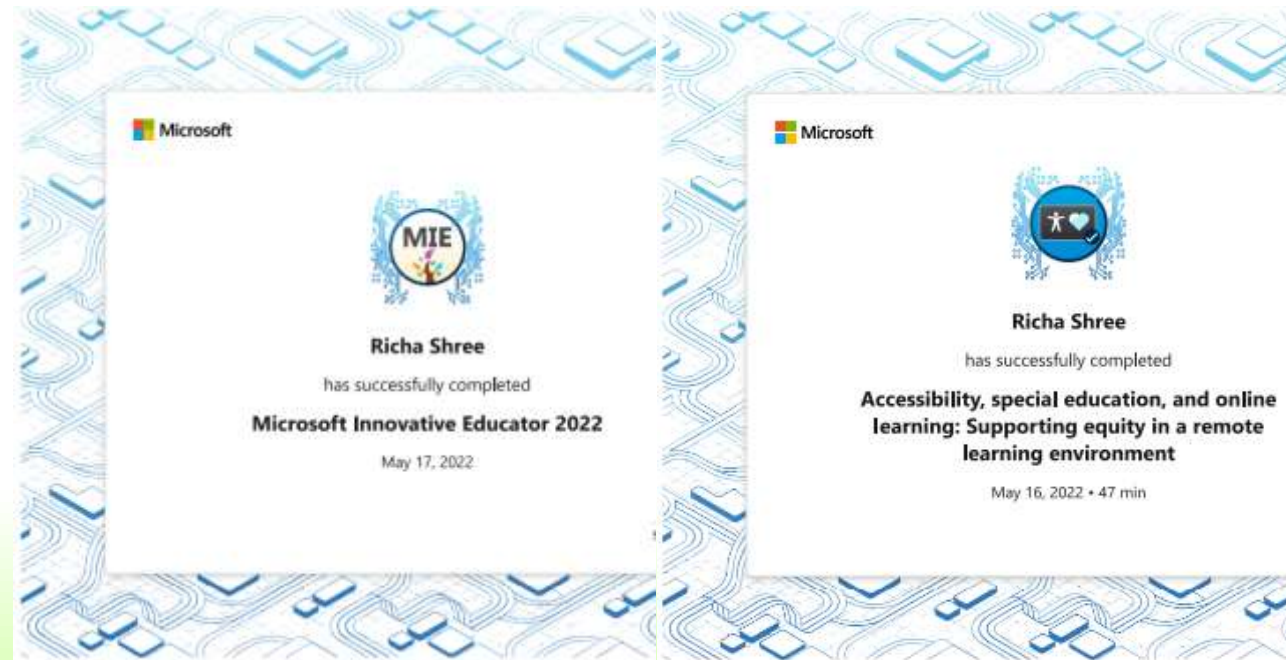 Microsoft
MIE
Richa Shree
has successfully completed
Microsoft Innovative Educator 2022
May 17, 2022
Microsoft
Richa Shree
has successfully completed
Accessibility, special education, and online
learning: Supporting equity in a remote
learning environment
May 16, 2022 • 47 min